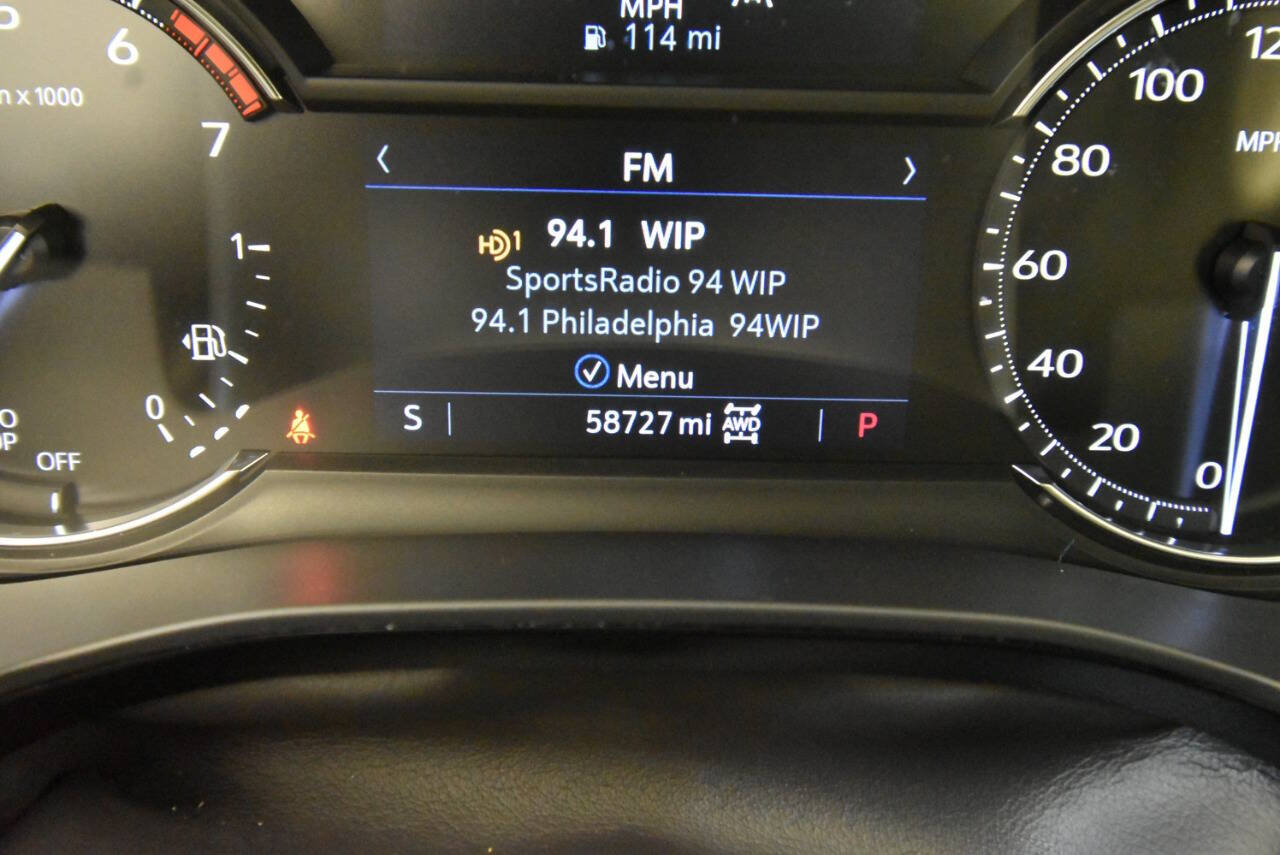 MPH
114 mi
6
x 1000
7
100
80
60
40
20
0
MPH
FM
HD1 94.1 WIP
SportsRadio 94 WIP
94.1 Philadelphia 94WIP
Menu
1
0
OFF
S
58727 mi AWD
P